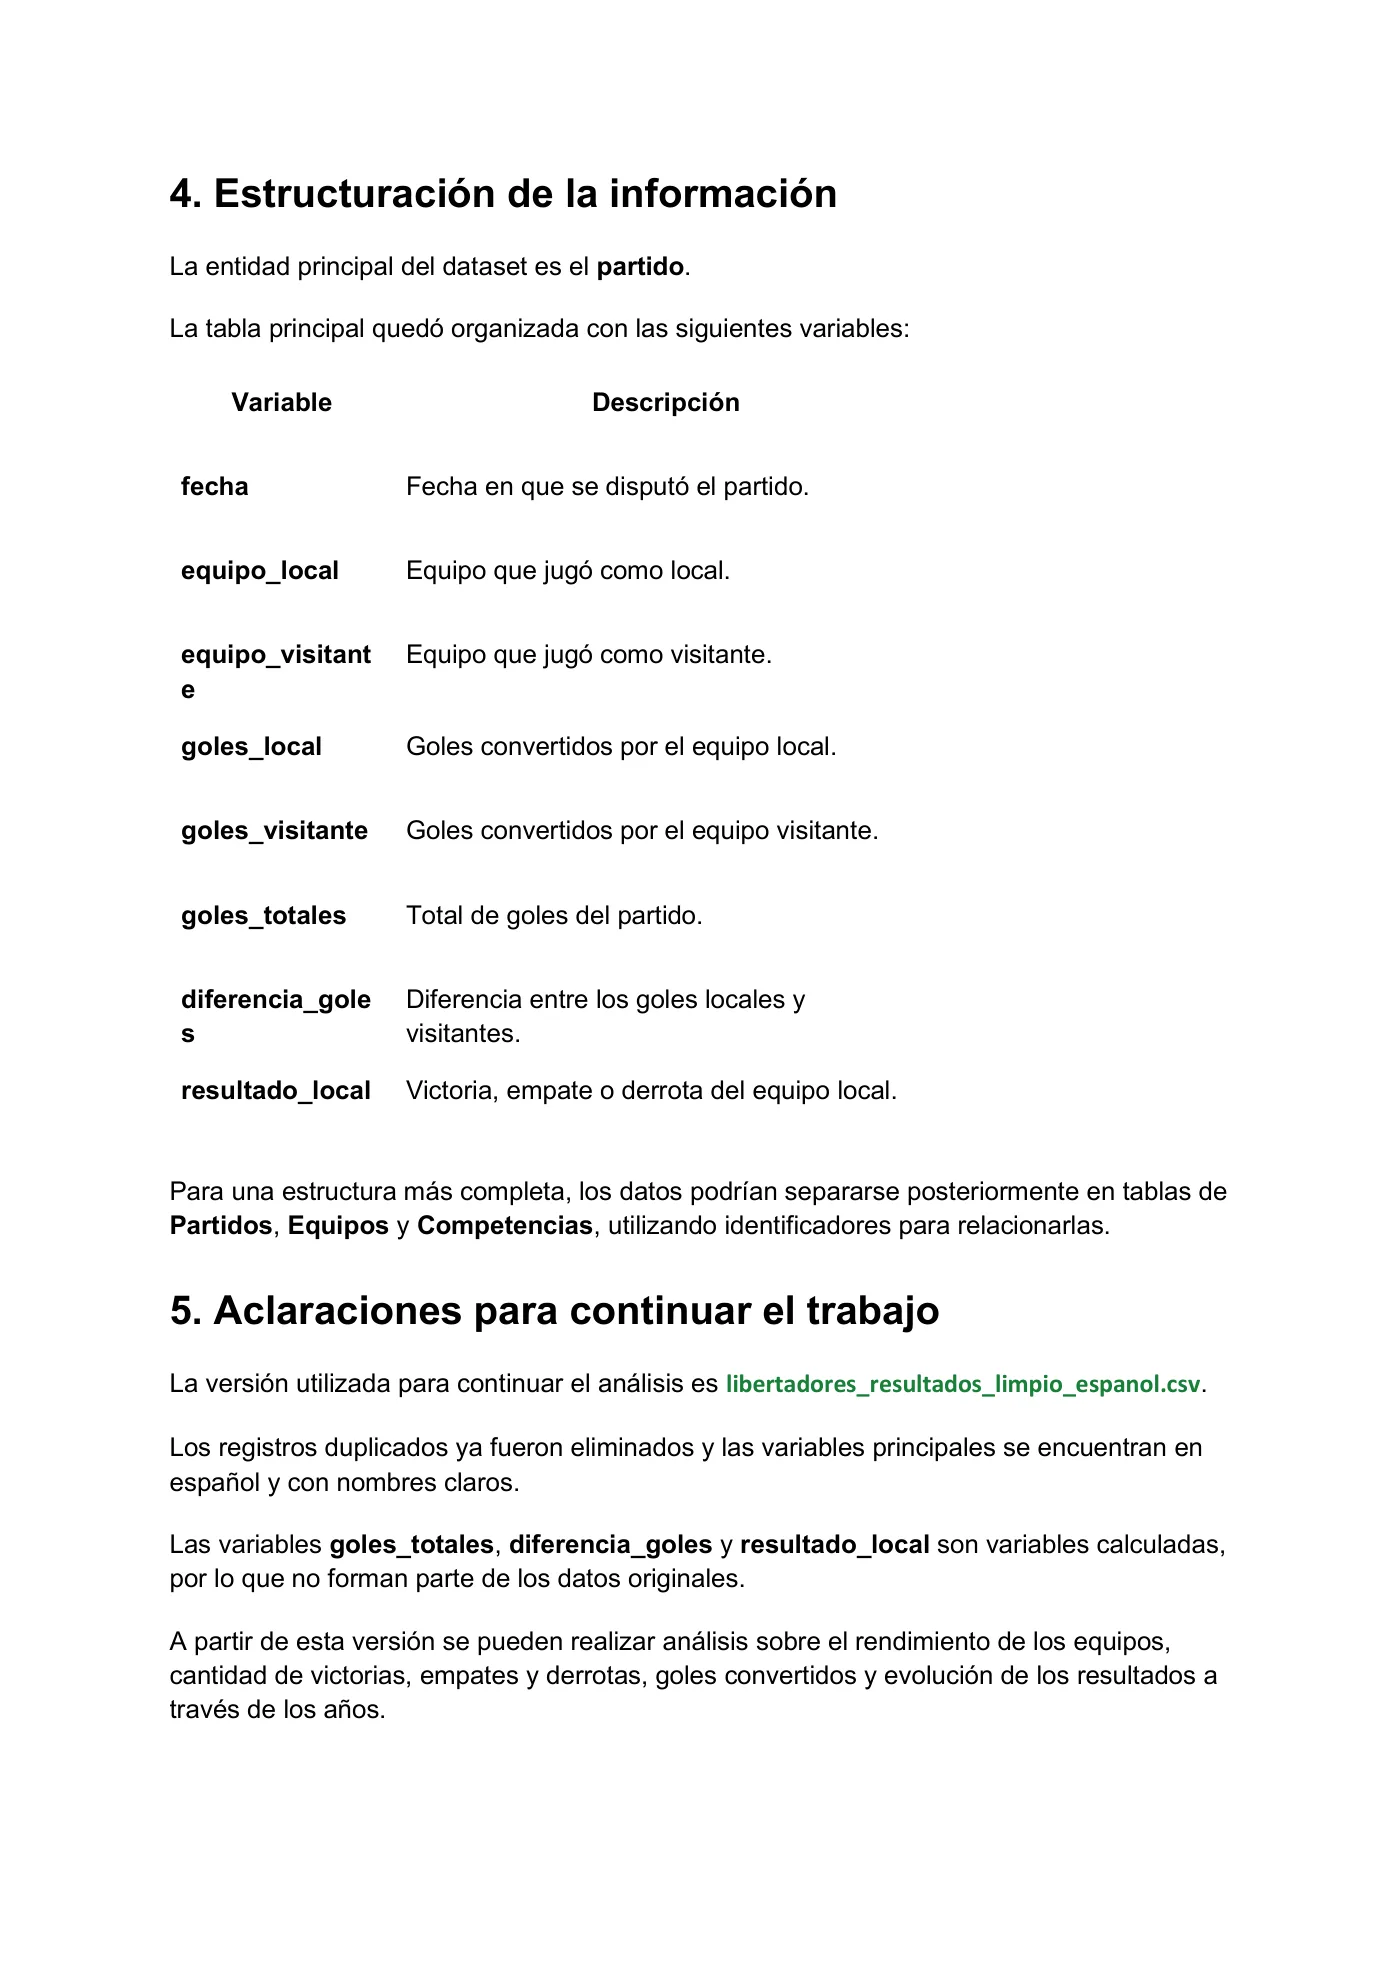 4. Estructuración de la información
La entidad principal del dataset es el partido.
La tabla principal quedó organizada con las siguientes variables:
Variable Descripción
fecha Fecha en que se disputó el partido.
equipo_local Equipo que jugó como local.
equipo_visitant Equipo que jugó como visitante.
e
goles_local Goles convertidos por el equipo local.
goles_visitante Goles convertidos por el equipo visitante.
goles_totales Total de goles del partido.
diferencia_gole Diferencia entre los goles locales y
s visitantes.
resultado_local Victoria, empate o derrota del equipo local.
Para una estructura más completa, los datos podrían separarse posteriormente en tablas de
Partidos, Equipos y Competencias, utilizando identificadores para relacionarlas.
5. Aclaraciones para continuar el trabajo
La versión utilizada para continuar el análisis es libertadores_resultados_limpio_espanol.csv.
Los registros duplicados ya fueron eliminados y las variables principales se encuentran en
español y con nombres claros.
Las variables goles_totales, diferencia_goles y resultado_local son variables calculadas,
por lo que no forman parte de los datos originales.
A partir de esta versión se pueden realizar análisis sobre el rendimiento de los equipos,
cantidad de victorias, empates y derrotas, goles convertidos y evolución de los resultados a
través de los años.